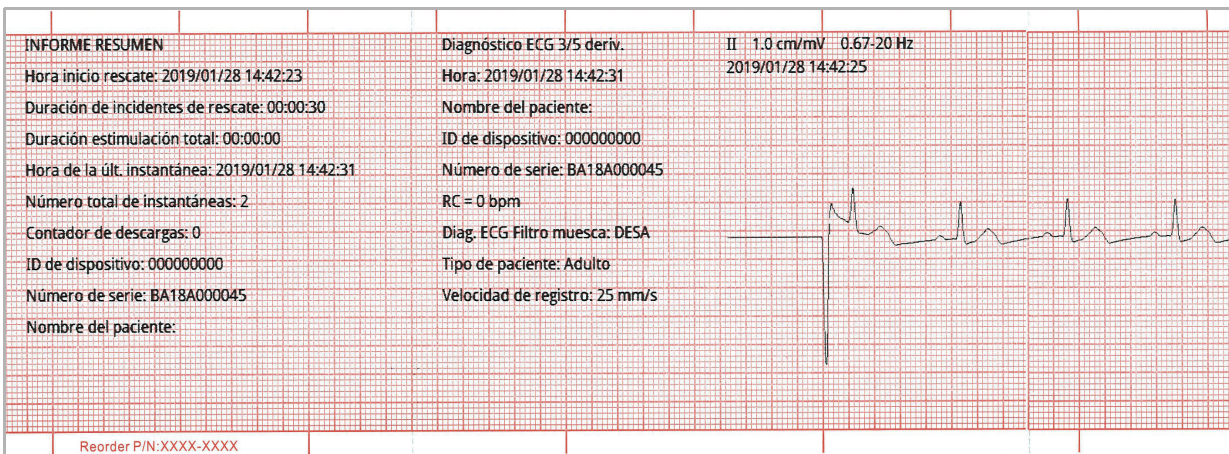 INFORME RESUMEN
Hora inicio rescate: 2019/01/28 14:42:23
Duración de incidentes de rescate: 00:00:30
Duración estimulación total: 00:00:00
Hora de la últ. instantánea: 2019/01/28 14:42:31
Número total de instantáneas: 2
Contador de descargas: 0
ID de dispositivo: 000000000
Número de serie: BA18A000045
Nombre del paciente:
Diagnóstico ECG 3/5 deriv.
Hora: 2019/01/28 14:42:31
Nombre del paciente:
ID de dispositivo: 000000000
Número de serie: BA18A000045
RC = 0 bpm
Diag. ECG Filtro muesca: DESA
Tipo de paciente: Adulto
Velocidad de registro: 25 mm/s
II 1.0 cm/mV 0.67-20 Hz
2019/01/28 14:42:25
Reorder P/N:XXXX-XXXX